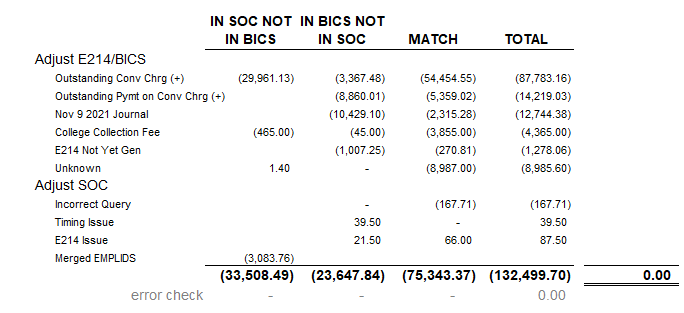 IN SOC NOT IN BICS NOT
IN BICS IN SOC MATCH TOTAL
Adjust E214/BICS
Outstanding Conv Chrg (+) (29,961.13) (3,367.48) (54,454.55) (87,783.16)
Outstanding Pymt on Conv Chrg (+) (8,860.01) (5,359.02) (14,219.03)
Nov 9 2021 Journal (10,429.10) (2,315.28) (12,744.38)
College Collection Fee (465.00) (45.00) (3,855.00) (4,365.00)
E214 Not Yet Gen (1,007.25) (270.81) (1,278.06)
Unknown 1.40 - (8,987.00) (8,985.60)
Adjust SOC
Incorrect Query - (167.71) (167.71)
Timing Issue 39.50 - 39.50
E214 Issue 21.50 66.00 87.50
Merged EMPLIDS (3,083.76)
(33,508.49) (23,647.84) (75,343.37) (132,499.70) 0.00
error check - - - 0.00